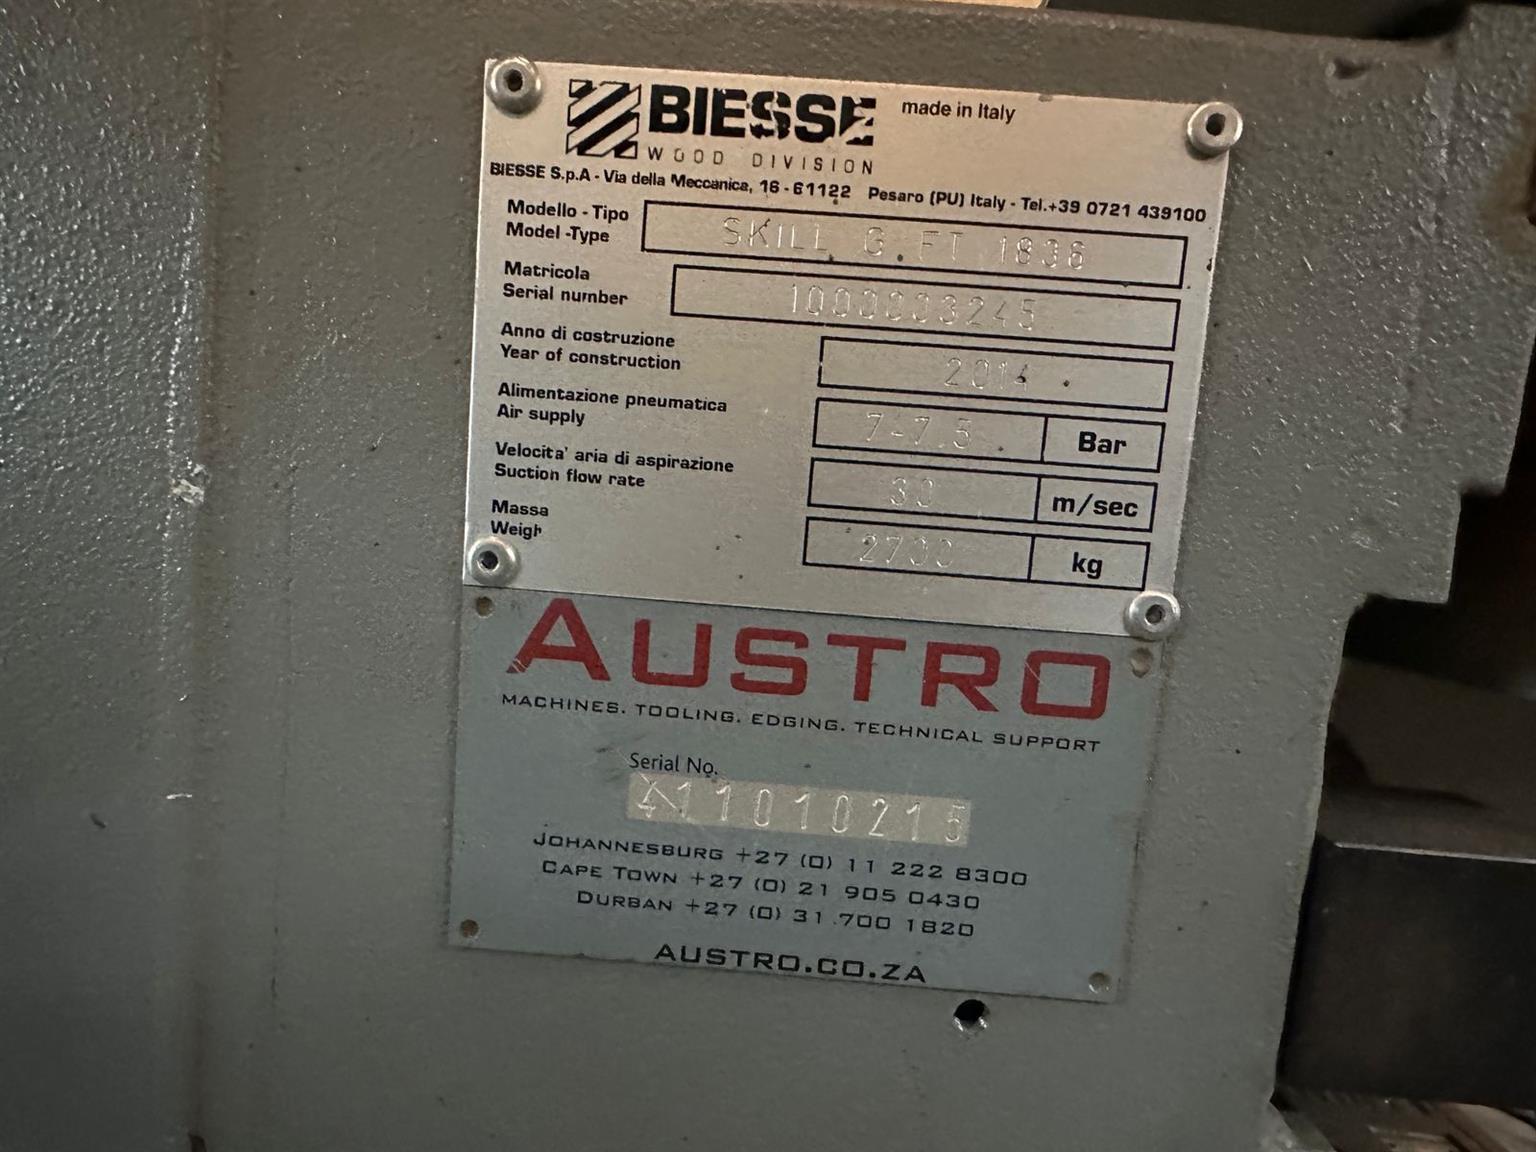 BIESSE made in Italy
WOOD DIVISION
BIESSE S.p.A - Via della Meccanica, 16 - 61122 Pesaro (PU) Italy - Tel.+39 0721 439100
Modello - Tipo
Model -Type
SKILL G FT 1836
Matricola
Serial number
1000003245
Anno di costruzione
Year of construction
2014
Alimentazione pneumatica
Air supply
7-7.5 Bar
Velocita' aria di aspirazione
Suction flow rate
30 m/sec
Massa
Weigh
2700 kg
AUSTRO
MACHINES. TOOLING. EDGING. TECHNICAL SUPPORT
Serial No.
411010215
JOHANNESBURG +27 (0) 11 222 8300
CAPE TOWN +27 (0) 21 905 0430
DURBAN +27 (0) 31 700 1820
AUSTRO.CO.ZA